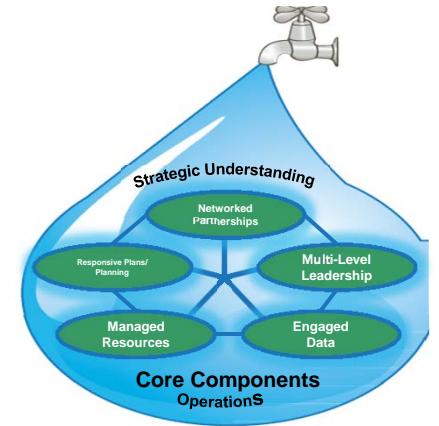 Strategic Understanding
Networked
Partnerships
Responsive Plans/
Planning
Multi-Level
Leadership
Managed
Resources
Engaged
Data
Core Components
Operations